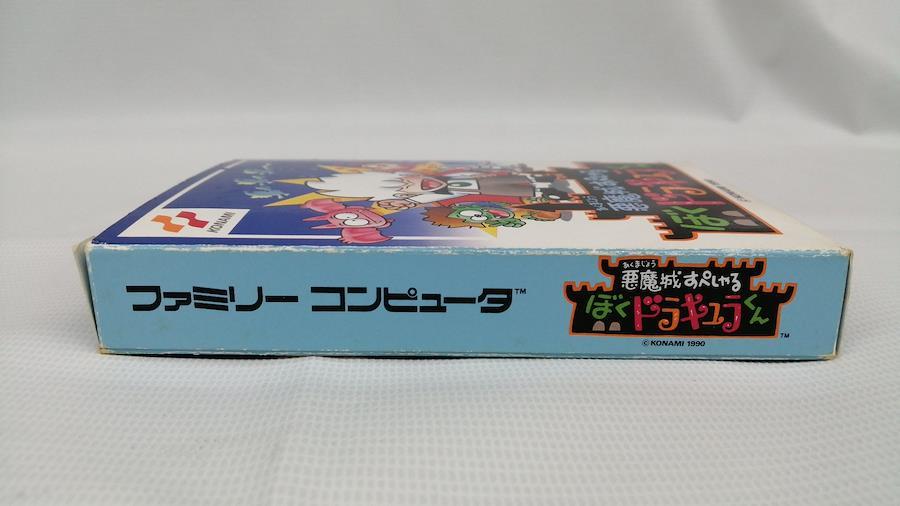 KONAMI
ファミリー コンピュータ™
あくまじょう
悪魔城すぺしゃる
ぼくドラキュラくん
™
©KONAMI 1990